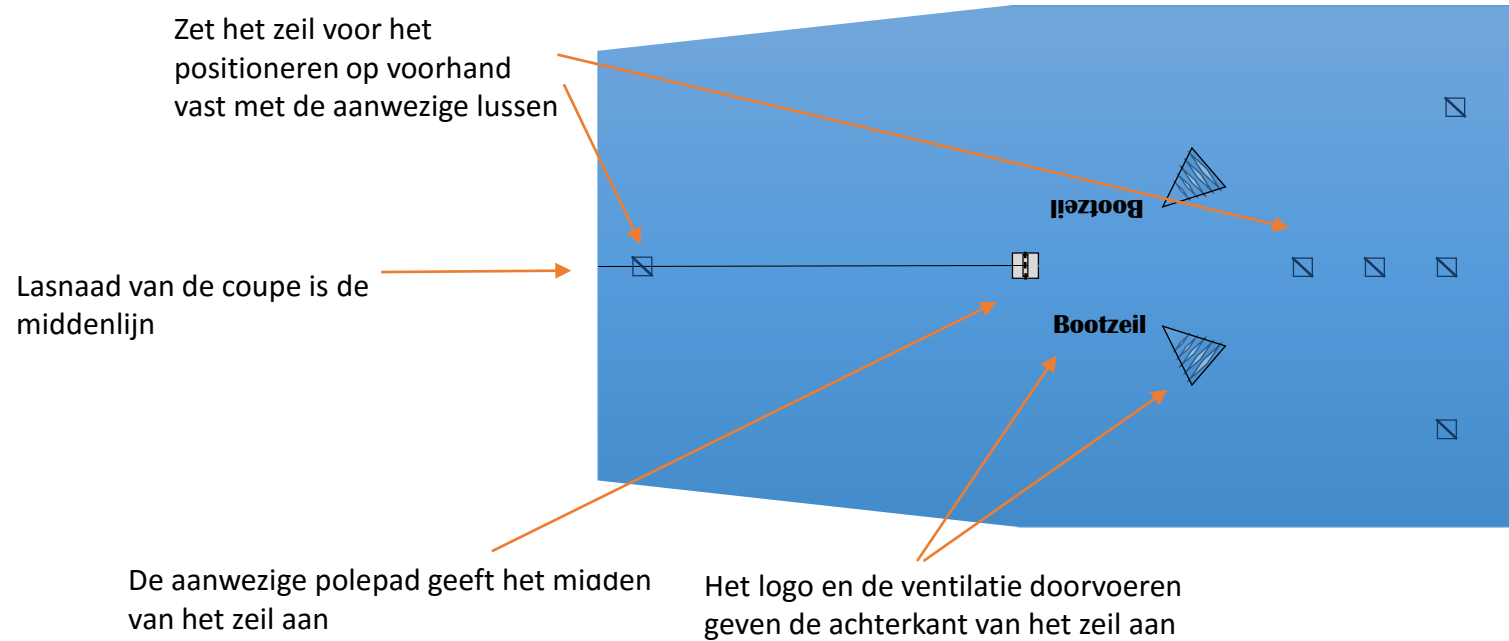 Zet het zeil voor het
positioneren op voorhand
vast met de aanwezige lussen
Bootzeil
Lasnaad van de coupe is de
middenlijn
Bootzeil
De aanwezige polepad geeft het midden
van het zeil aan
Het logo en de ventilatie doorvoeren
geven de achterkant van het zeil aan